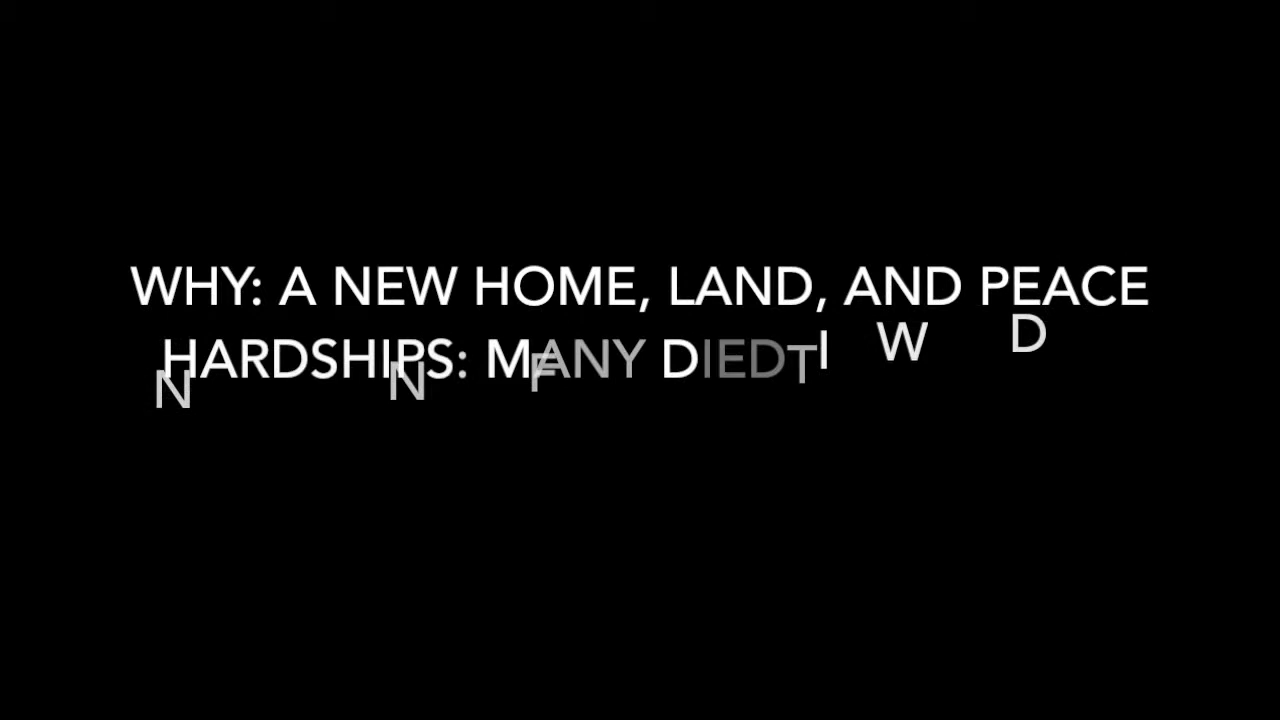 WHY: A NEW HOME, LAND, AND PEACE
HARDSHIPS: MANY DIED
N N F T I W D